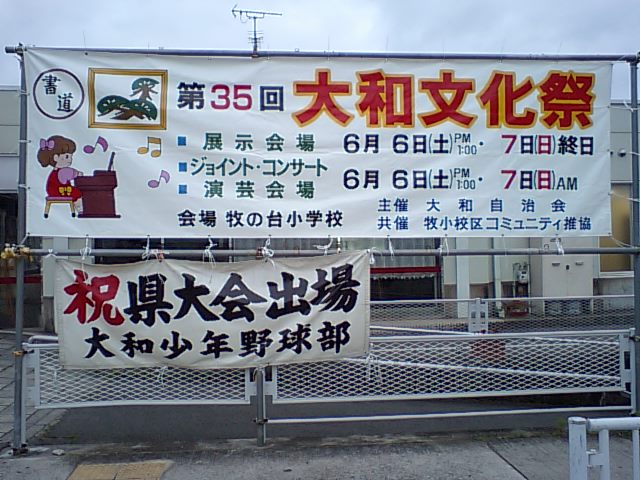 書道
第35回 大和文化祭
■ 展示会場 6月 6日(土)PM1:00・ 7日(日)終日
■ ジョイント・コンサート
■ 演芸会場 6月 6日(土)PM1:00・ 7日(日)AM
会場 牧の台小学校
主催 大和自治会
共催 牧小校区コミュニティ推協
祝県大会出場
大和少年野球部